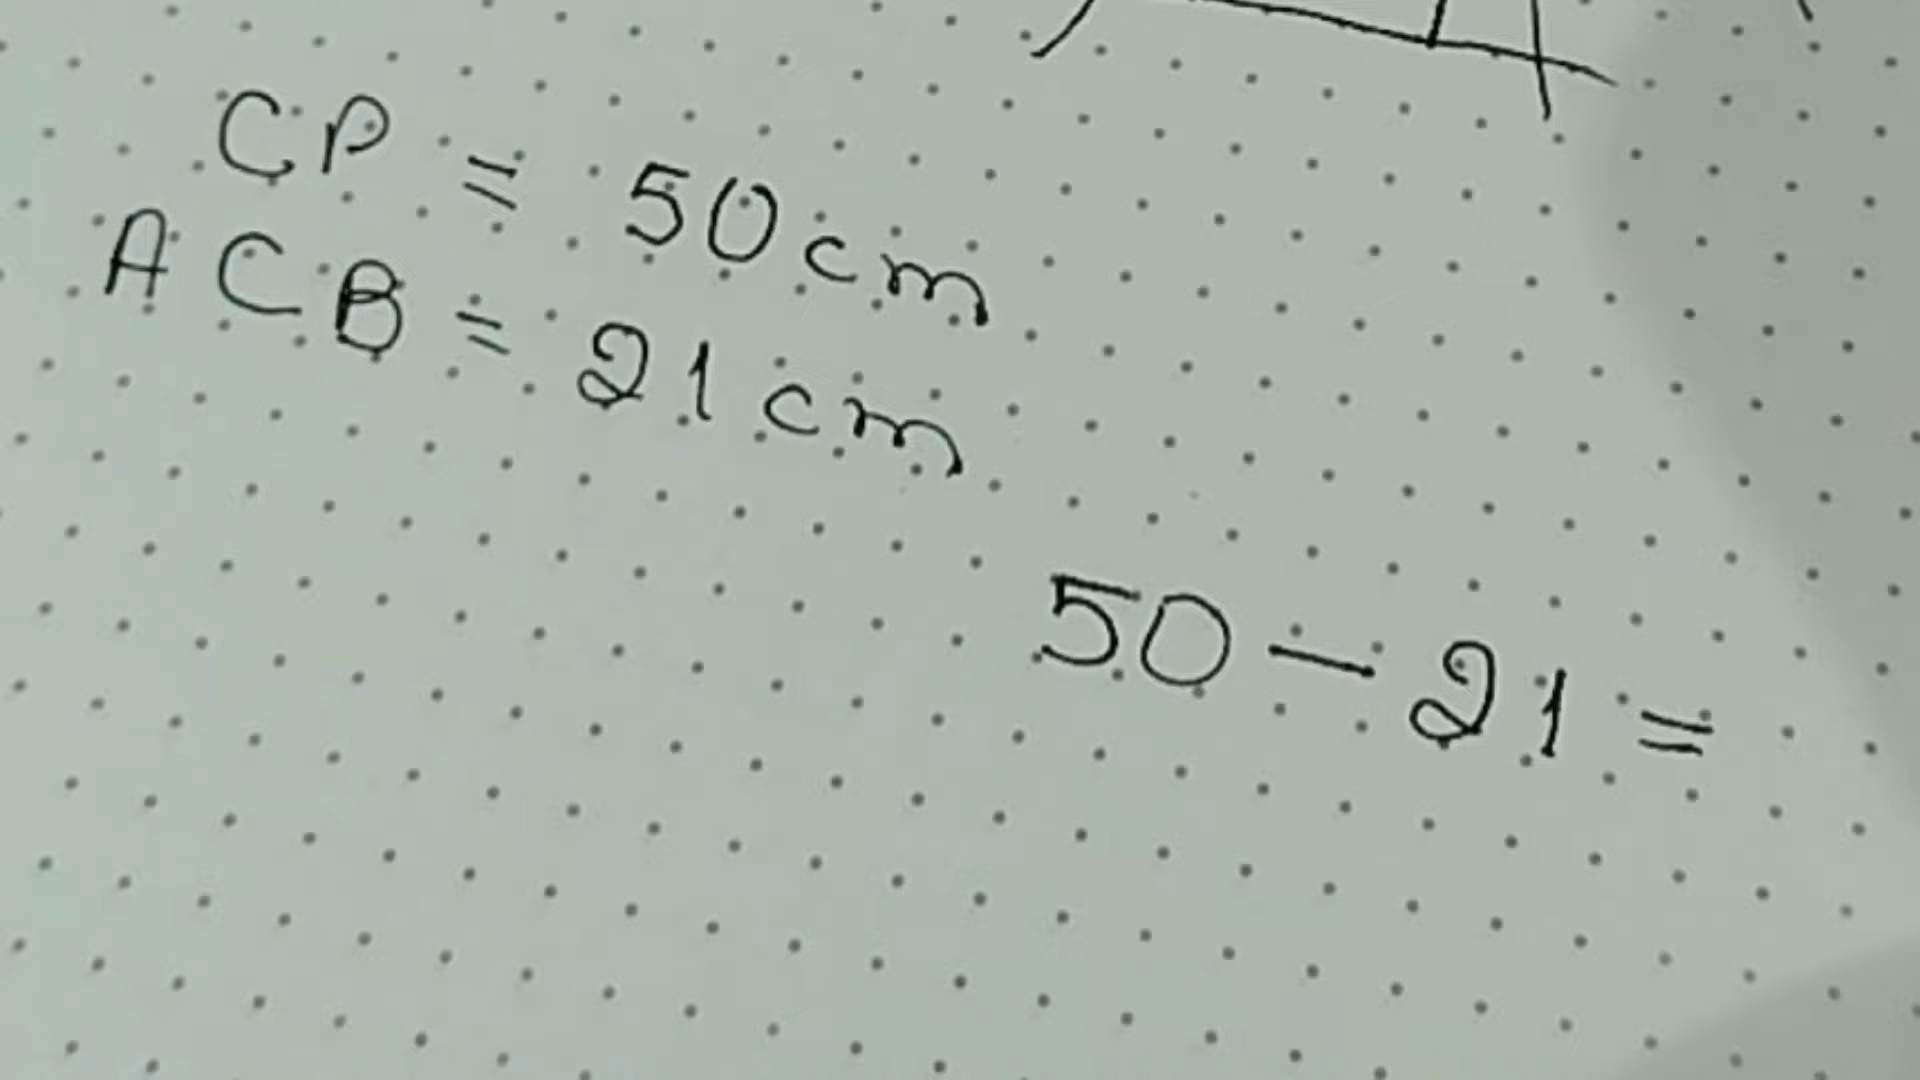 CP = 50cm
ACB = 21cm
50 - 21 =